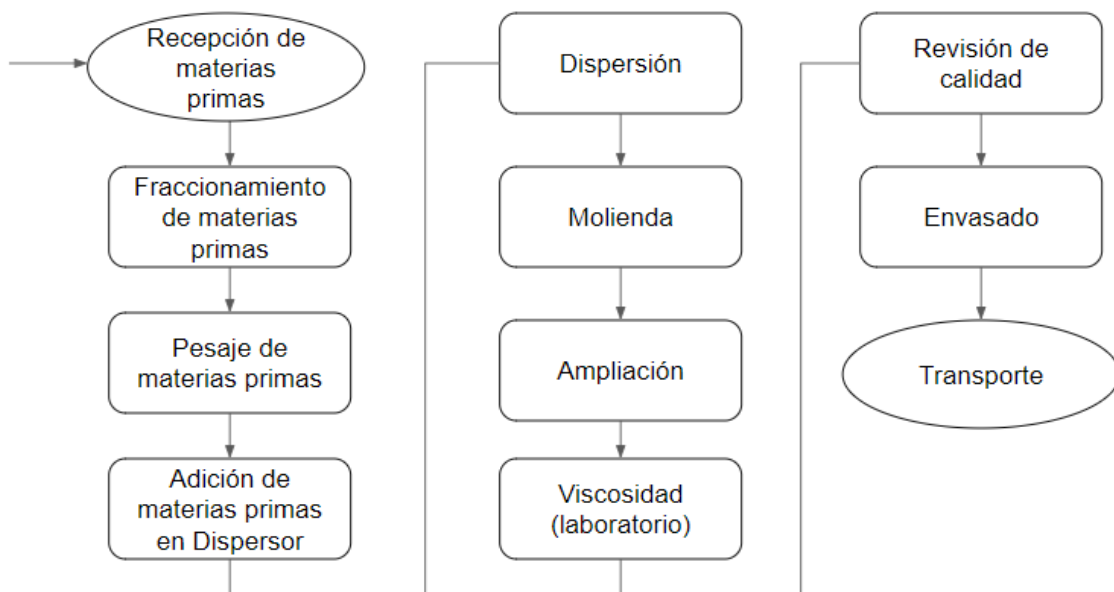 Recepción de
materias
primas
Fraccionamiento
de materias
primas
Pesaje de
materias primas
Adición de
materias primas
en Dispersor
Dispersión
Molienda
Ampliación
Viscosidad
(laboratorio)
Revisión de
calidad
Envasado
Transporte